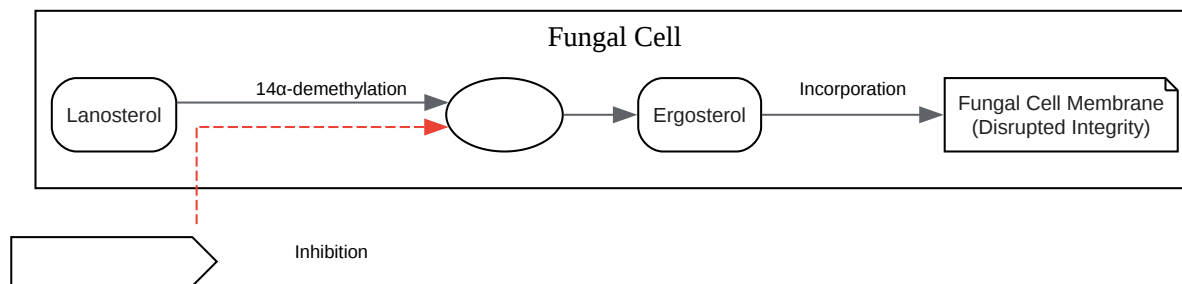 Fungal Cell
14α-demethylation
Incorporation
Lanosterol
Ergosterol
Fungal Cell Membrane
(Disrupted Integrity)
Inhibition